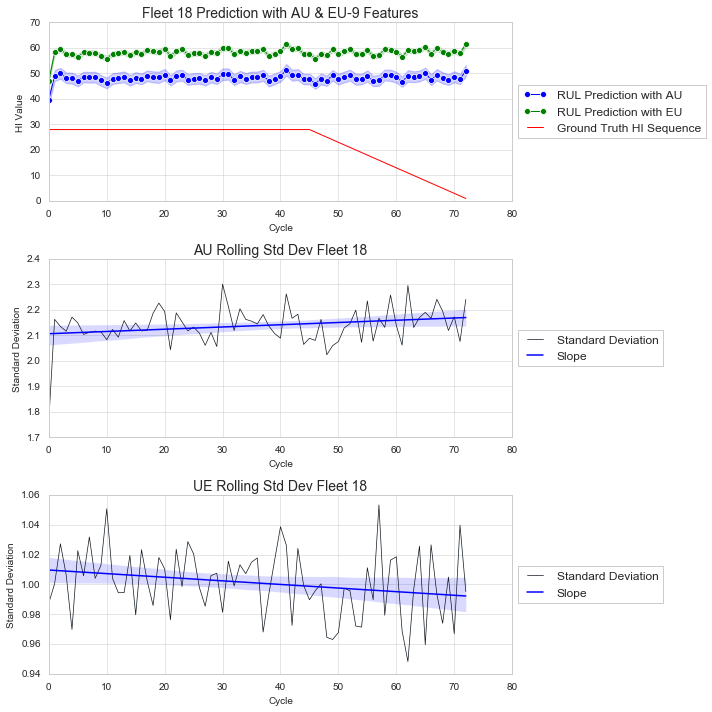 Fleet 18 Prediction with AU & EU-9 Features
70
60
50
40
30
20
10
0
HI Value
0 10 20 30 40 50 60 70 80
Cycle
RUL Prediction with AU
RUL Prediction with EU
Ground Truth HI Sequence
AU Rolling Std Dev Fleet 18
2.4
2.3
2.2
2.1
2.0
1.9
1.8
1.7
Standard Deviation
0 10 20 30 40 50 60 70 80
Cycle
Standard Deviation
Slope
UE Rolling Std Dev Fleet 18
1.06
1.04
1.02
1.00
0.98
0.96
0.94
Standard Deviation
0 10 20 30 40 50 60 70 80
Cycle
Standard Deviation
Slope